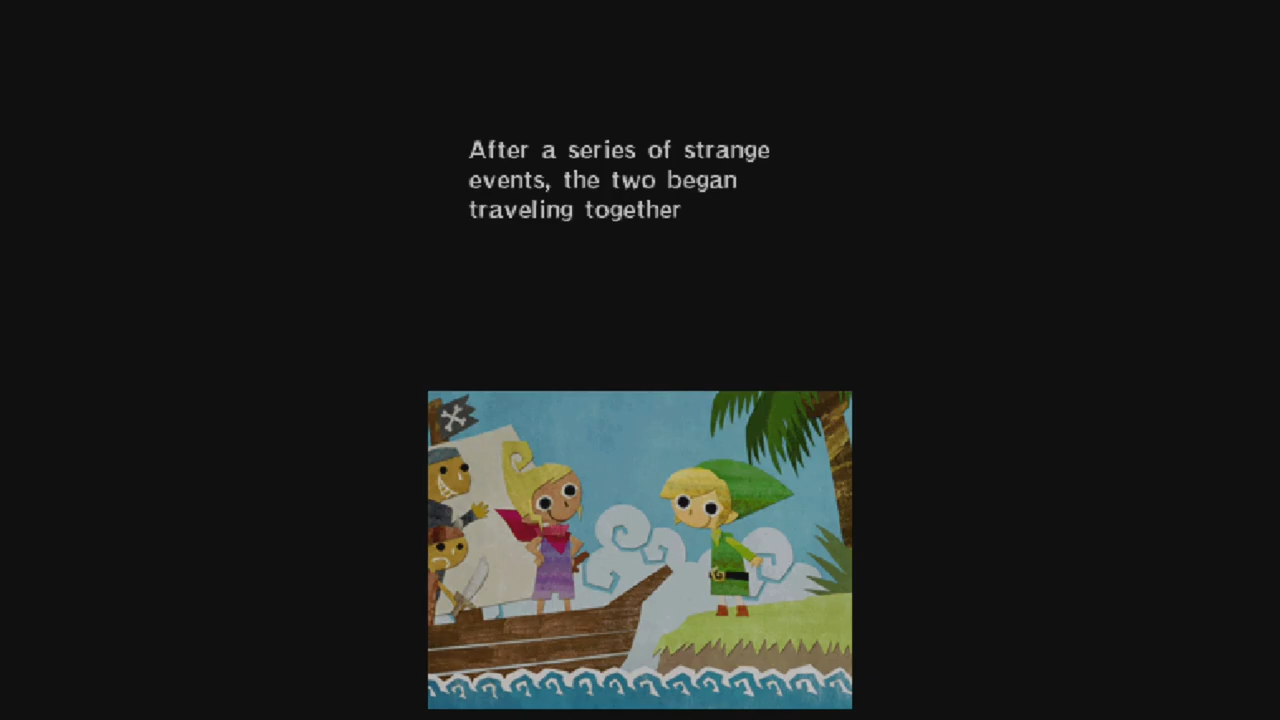 After a series of strange
events, the two began
traveling together